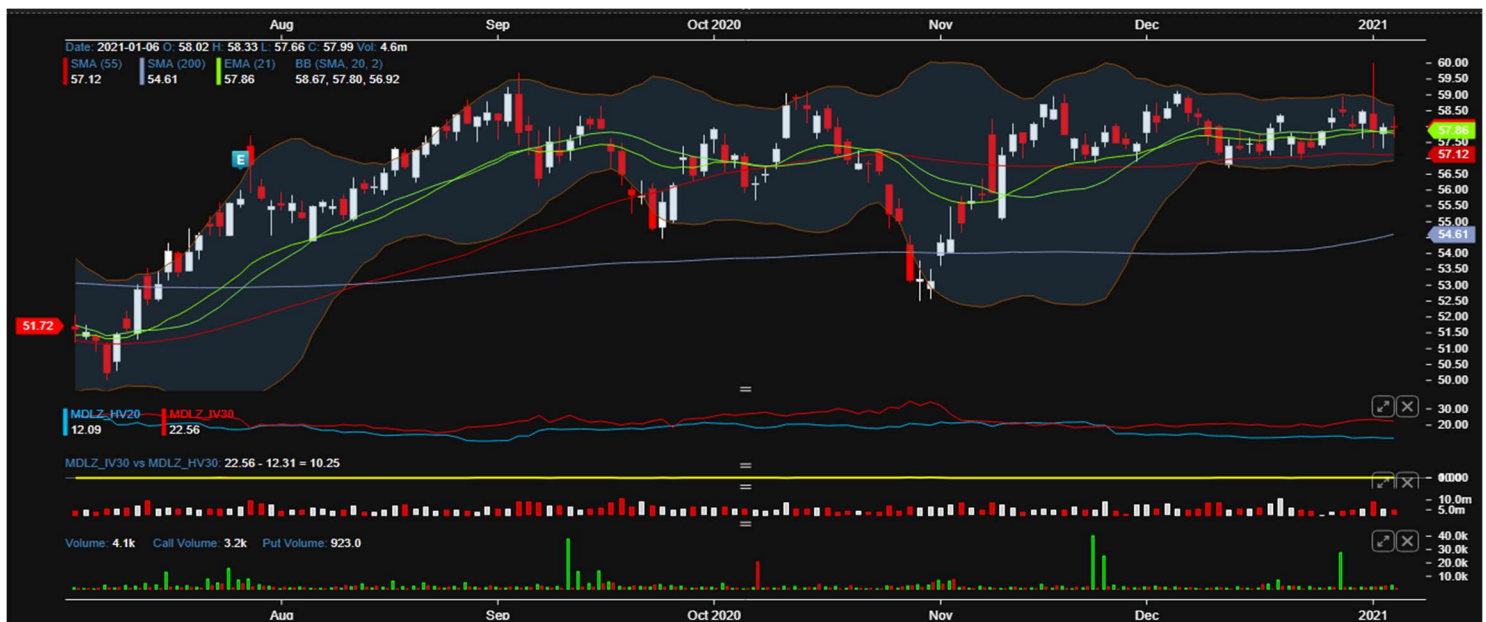 Aug Sep Oct 2020 Nov Dec 2021
Date: 2021-01-06 O: 58.02 H: 58.33 L: 57.66 C: 57.99 Vol: 4.6m
SMA (55) SMA (200) EMA (21) BB (SMA, 20, 2)
57.12 54.61 57.86 58.67, 57.80, 56.92
E
60.00
59.50
59.00
58.50
57.86
57.50
57.12
56.50
56.00
55.50
55.00
54.61
54.00
53.50
53.00
52.50
52.00
51.72
51.50
51.00
50.50
50.00
MDLZ_HV20 MDLZ_IV30
12.09 22.56
30.00
20.00
MDLZ_IV30 vs MDLZ_HV30: 22.56 - 12.31 = 10.25
10.0m
5.0m
Volume: 4.1k Call Volume: 3.2k Put Volume: 923.0
40.0k
30.0k
20.0k
10.0k
Aug Sep Oct 2020 Nov Dec 2021